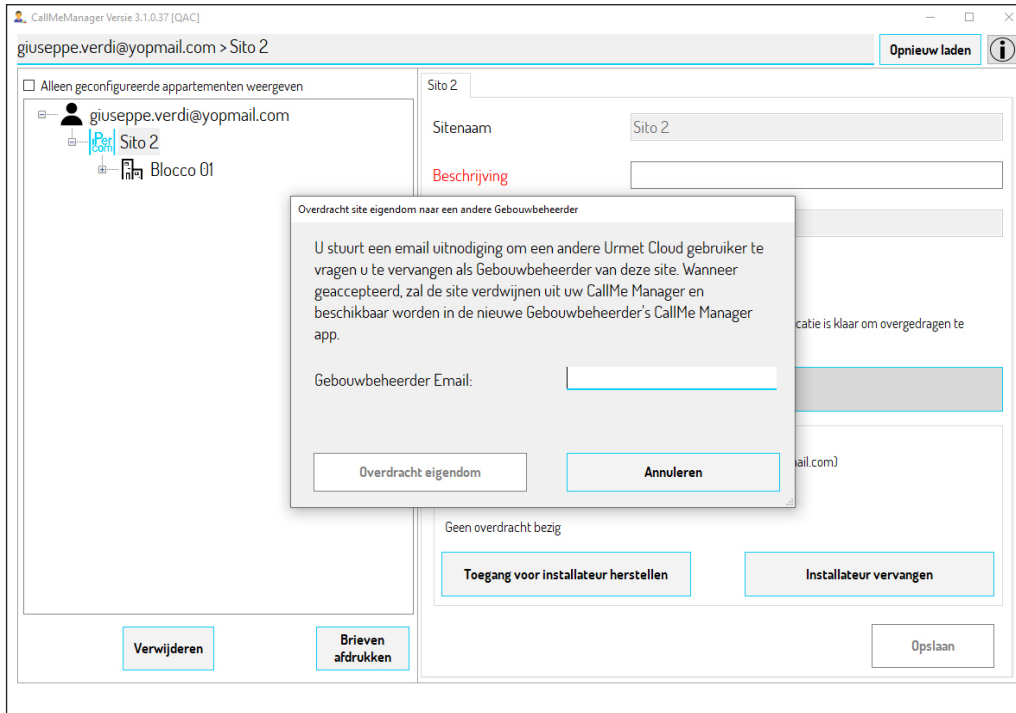 CallMeManager Versie 3.1.0.37 [QAC]
giuseppe.verdi@yopmail.com > Sito 2
Opnieuw laden
Alleen geconfigureerde appartementen weergeven
giuseppe.verdi@yopmail.com
iPer
com
Sito 2
Blocco 01
Sito 2
Sitenaam
Sito 2
Beschrijving
Overdracht site eigendom naar een andere Gebouwbeheerder
U stuurt een email uitnodiging om een andere Urmet Cloud gebruiker te
vragen u te vervangen als Gebouwbeheerder van deze site. Wanneer
geaccepteerd, zal de site verdwijnen uit uw CallMe Manager en
beschikbaar worden in de nieuwe Gebouwbeheerder's CallMe Manager
app.
Gebouwbeheerder Email:
Overdracht eigendom
Annuleren
catie is klaar om overgedragen te
ail.com)
Geen overdracht bezig
Toegang voor installateur herstellen
Installateur vervangen
Verwijderen
Brieven
afdrukken
Opslaan